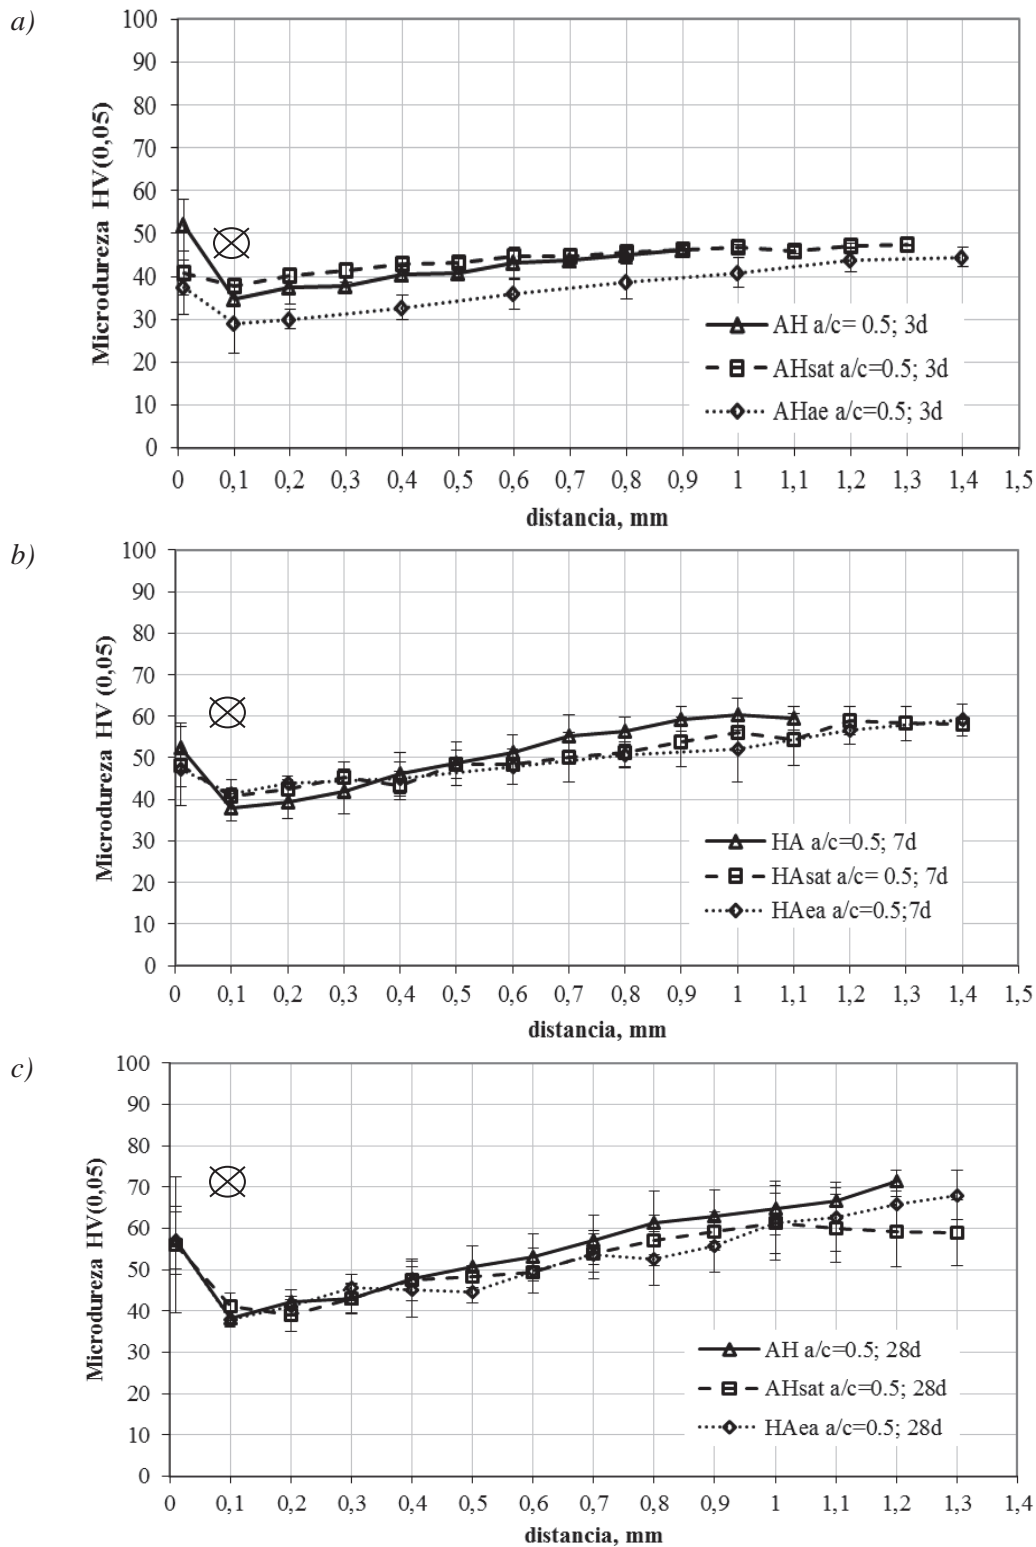 a)
Microdureza HV(0,05)
100
90
80
70
60
50
40
30
20
10
0
0 0,1 0,2 0,3 0,4 0,5 0,6 0,7 0,8 0,9 1 1,1 1,2 1,3 1,4 1,5
distancia, mm
AH a/c= 0.5; 3d
AHsat a/c=0.5; 3d
AHae a/c=0.5; 3d
b)
Microdureza HV (0,05)
100
90
80
70
60
50
40
30
20
10
0
0 0,1 0,2 0,3 0,4 0,5 0,6 0,7 0,8 0,9 1 1,1 1,2 1,3 1,4 1,5
distancia, mm
HA a/c=0.5; 7d
HAsat a/c= 0.5; 7d
HAea a/c=0.5;7d
c)
Microdureza HV(0,05)
100
90
80
70
60
50
40
30
20
10
0
0 0,1 0,2 0,3 0,4 0,5 0,6 0,7 0,8 0,9 1 1,1 1,2 1,3 1,4
distancia, mm
AH a/c=0.5; 28d
AHsat a/c=0.5; 28d
HAea a/c=0.5; 28d